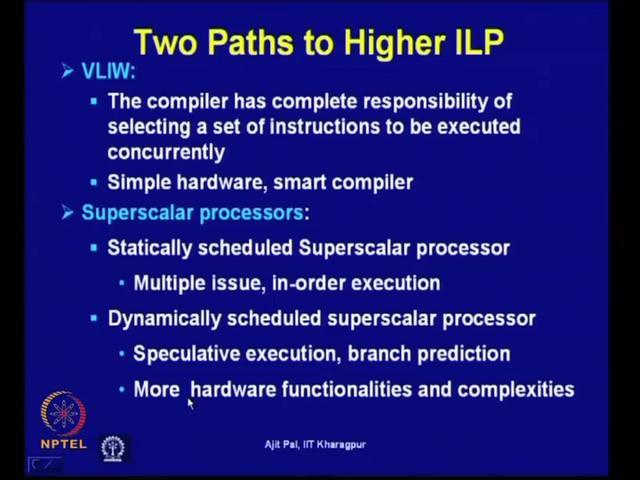 Two Paths to Higher ILP
VLIW:
The compiler has complete responsibility of
selecting a set of instructions to be executed
concurrently
Simple hardware, smart compiler
Superscalar processors:
Statically scheduled Superscalar processor
Multiple issue, in-order execution
Dynamically scheduled superscalar processor
Speculative execution, branch prediction
More hardware functionalities and complexities
NPTEL
Ajit Pal, IIT Kharagpur